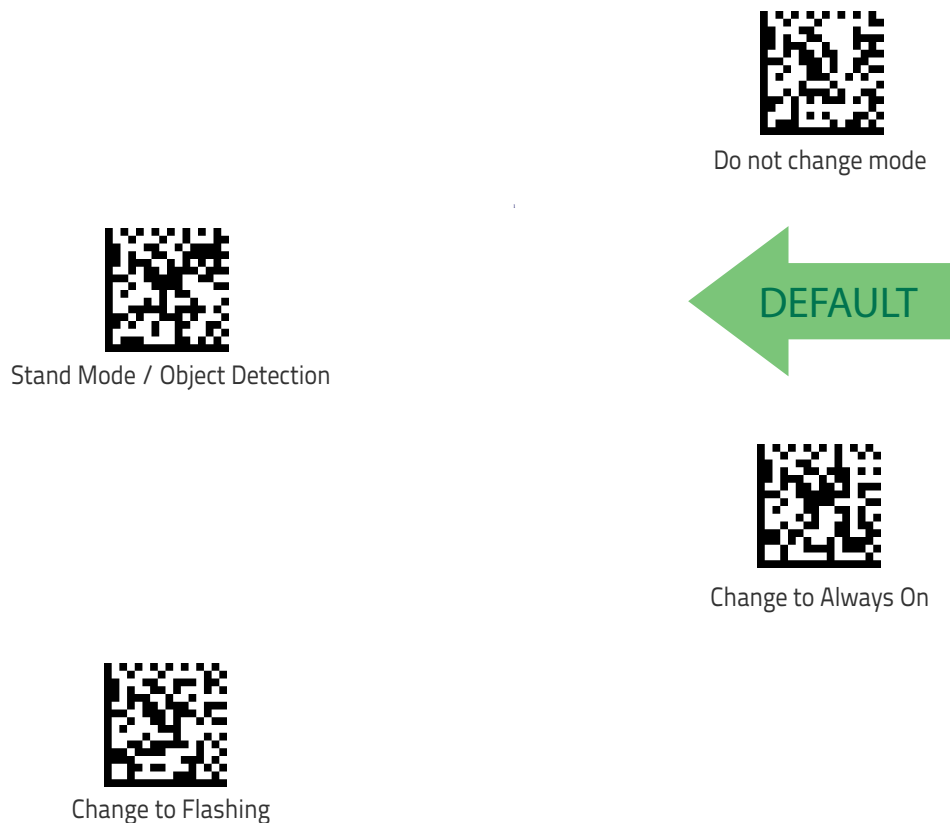 Do not change mode
DEFAULT
Stand Mode / Object Detection
Change to Always On
Change to Flashing